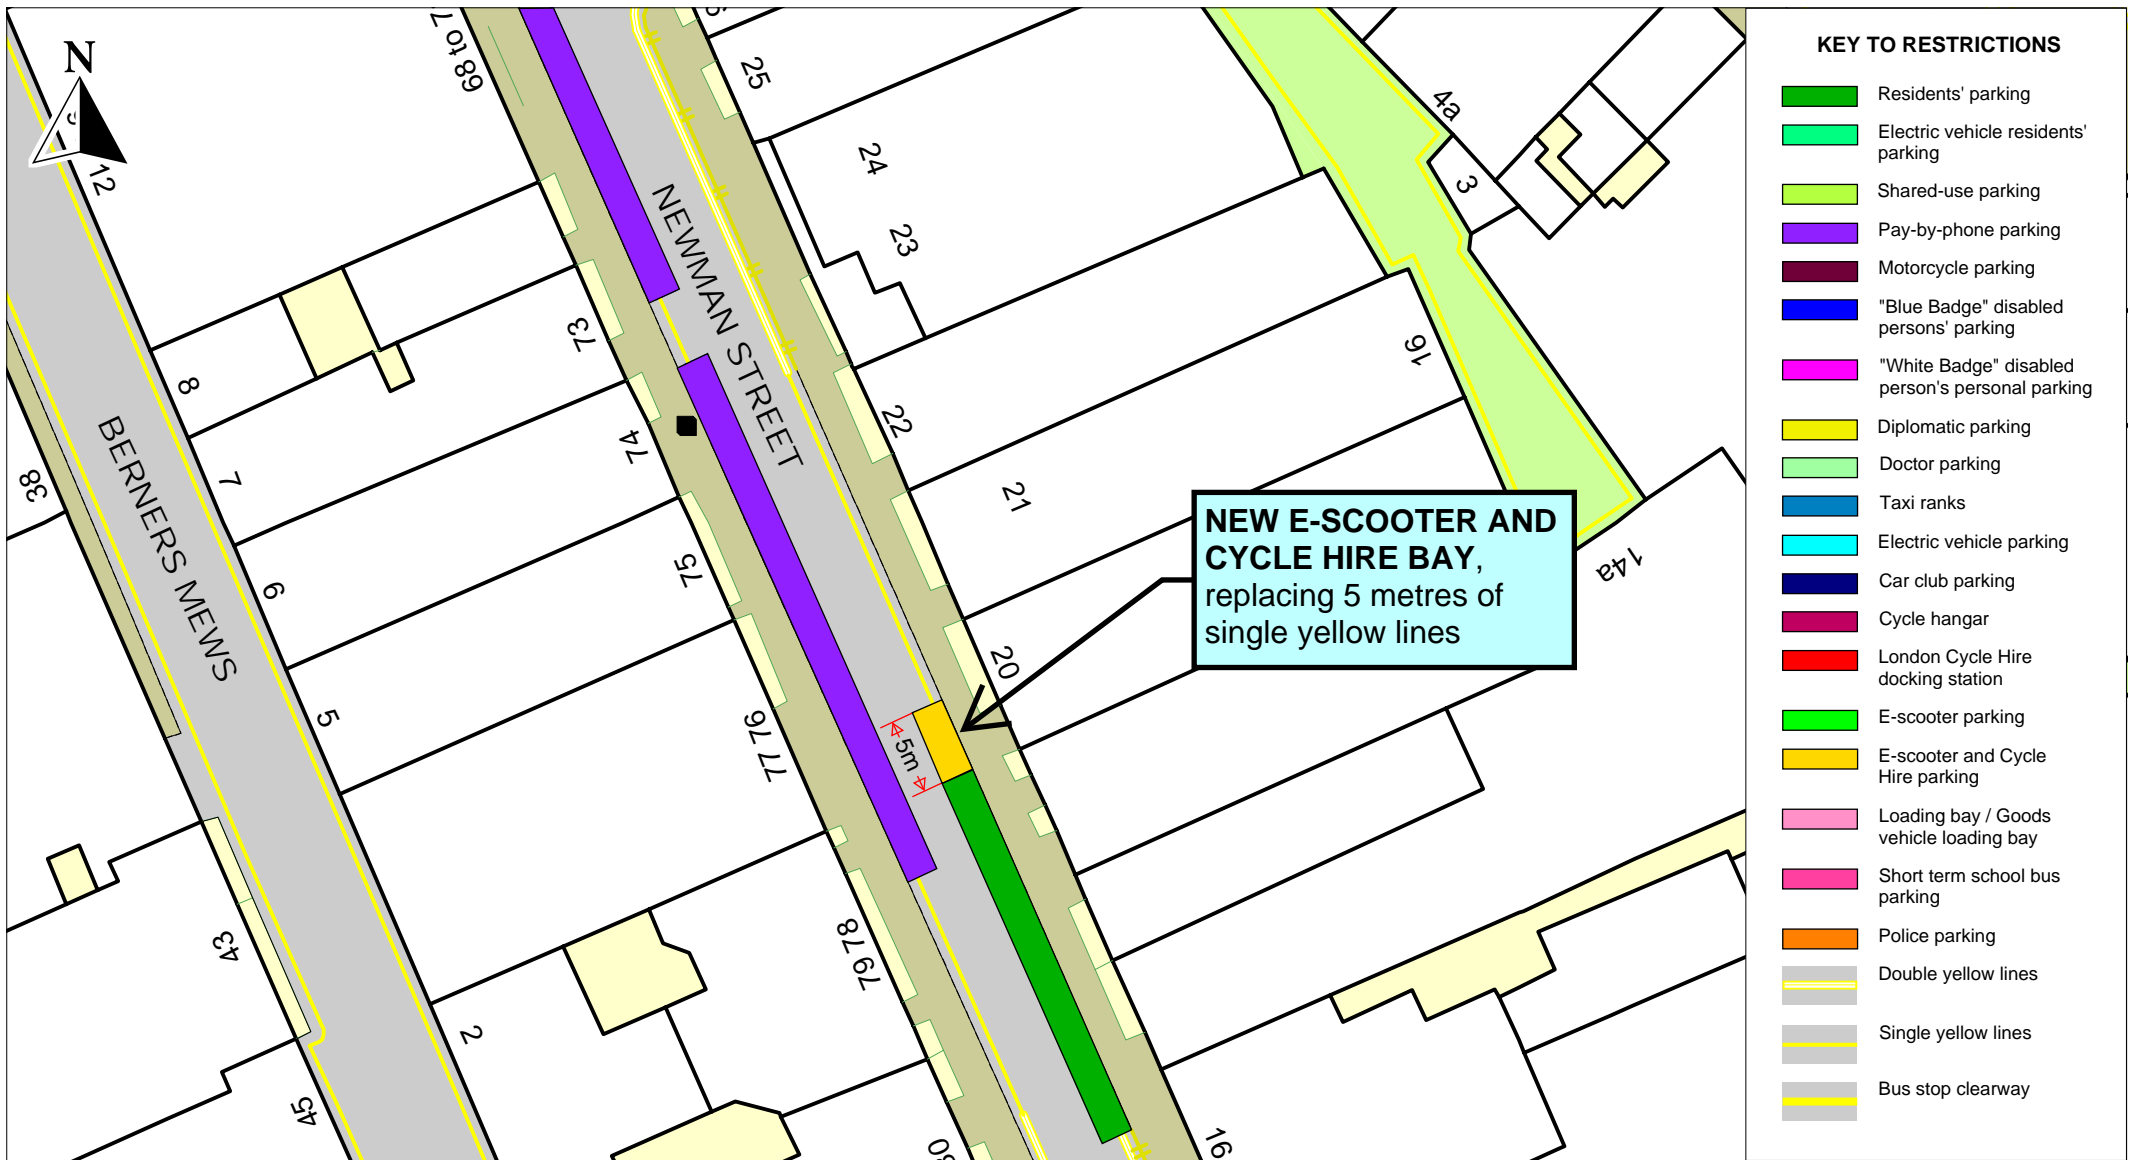 N
9
12
8
7
6
5
2
38
43
45
BERNERS MEWS
68 to 7
73
74
75
77 76
79 78
80
NEWMAN STREET
25
24
23
22
21
20
16
16
4a
3
14a
5m
NEW E-SCOOTER AND
CYCLE HIRE BAY,
replacing 5 metres of
single yellow lines
KEY TO RESTRICTIONS
Residents' parking
Electric vehicle residents'
parking
Shared-use parking
Pay-by-phone parking
Motorcycle parking
"Blue Badge" disabled
persons' parking
"White Badge" disabled
person's personal parking
Diplomatic parking
Doctor parking
Taxi ranks
Electric vehicle parking
Car club parking
Cycle hangar
London Cycle Hire
docking station
E-scooter parking
E-scooter and Cycle
Hire parking
Loading bay / Goods
vehicle loading bay
Short term school bus
parking
Police parking
Double yellow lines
Single yellow lines
Bus stop clearway